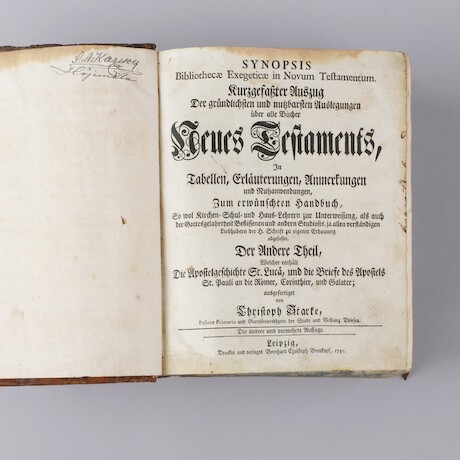 SYNOPSIS
Bibliothecæ Exegeticæ in Novum Testamentum.
Kurzgefaßter Auszug
Der gründlichsten und nutzbarsten Auslegungen
über alle Bücher
Neues Testaments,
In
Tabellen, Erläuterungen, Anmerkungen
und Nutzanwendungen,
Zum erwünschten Handbuch,
So wol Kirchen- Schul- und Haus-Lehrern zur Unterweisung, als auch
der Gottesgelahrtheit Beflissenen und andern Studiosis, ja allen verständigen
Liebhabern der H. Schrift zu eigener Erbauung
abgefasset.
Der Andere Theil,
Welcher enthält
Die Apostelgeschichte St. Lucä, und die Briefe des Apostels
St. Pauli an die Römer, Corinthier, und Galater;
ausgefertiget
von
Christoph Starke,
Pastore Primario und Garnisonpredigern der Stadt und Vestung Driesen.
Die andere und vermehrte Auflage.
Leipzig,
Druckts und verlegts Bernhard Christoph Breitkopf,